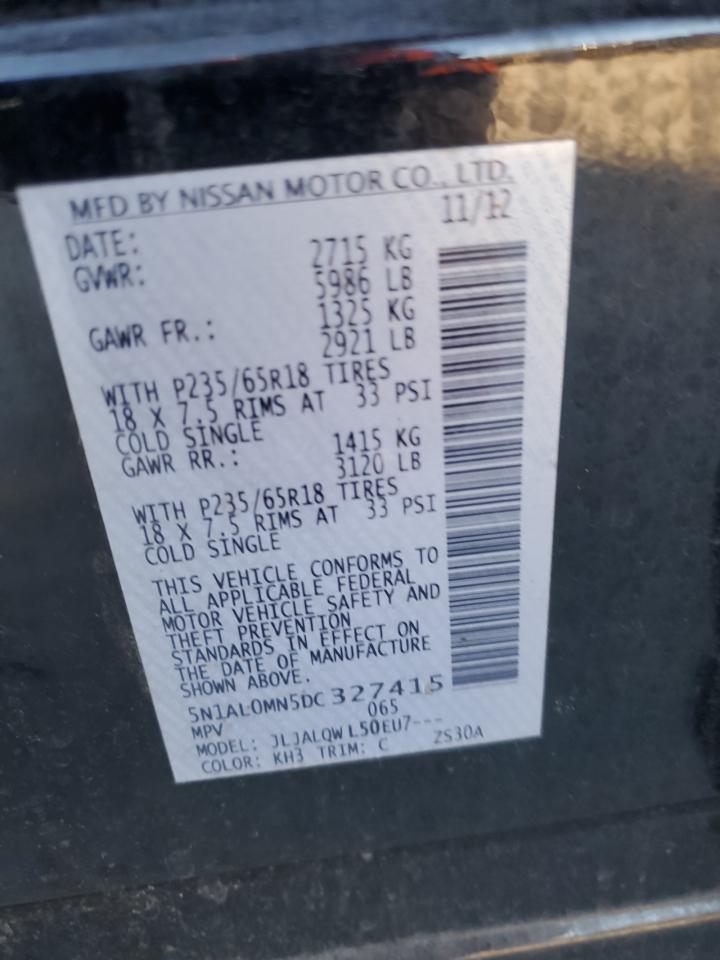 MFD BY NISSAN MOTOR CO., LTD.
DATE: 11/12
GVWR: 2715 KG
5986 LB
GAWR FR.: 1325 KG
2921 LB
WITH P235/65R18 TIRES
18 X 7.5 RIMS AT 33 PSI
COLD SINGLE
GAWR RR.: 1415 KG
3120 LB
WITH P235/65R18 TIRES
18 X 7.5 RIMS AT 33 PSI
COLD SINGLE
THIS VEHICLE CONFORMS TO
ALL APPLICABLE FEDERAL
MOTOR VEHICLE SAFETY AND
THEFT PREVENTION
STANDARDS IN EFFECT ON
THE DATE OF MANUFACTURE
SHOWN ABOVE.
5N1AL0MN5DC327415
MPV 065
MODEL: JLJALQWL50EU7---
COLOR: KH3 TRIM: C ZS30A